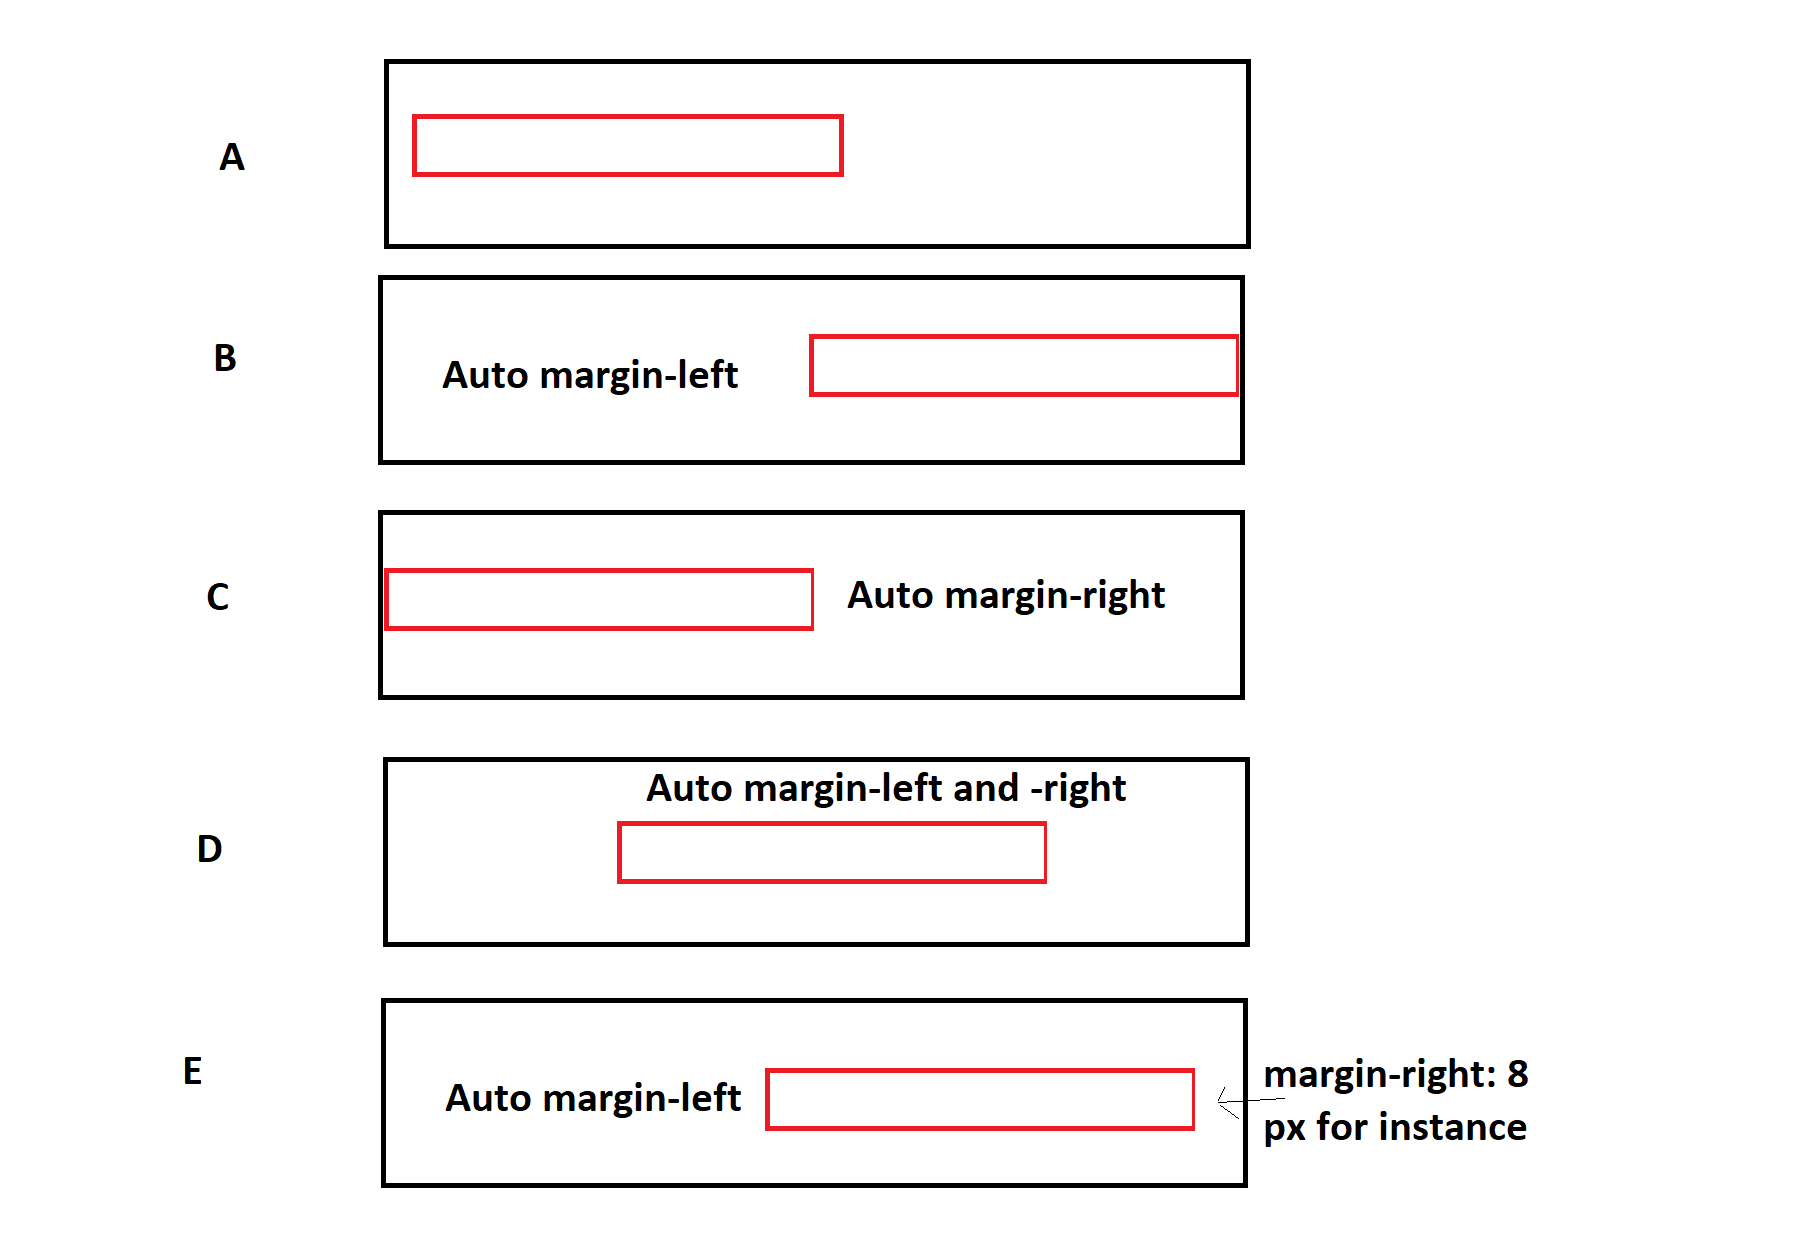 A
B
Auto margin-left
C
Auto margin-right
Auto margin-left and -right
D
E
Auto margin-left
margin-right: 8
px for instance